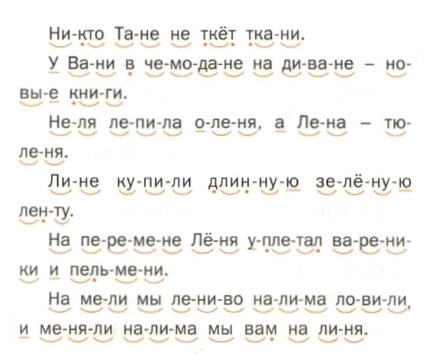 Ни-кто Та-не не ткёт тка-ни.
У Ва-ни в че-мо-да-не на ди-ва-не – но-
вы-е кни-ги.
Не-ля ле-пи-ла о-ле-ня, а Ле-на – тю-
ле-ня.
Ли-не ку-пи-ли длин-ну-ю зе-лё-ну-ю
лен-ту.
На пе-ре-ме-не Лё-ня у-пле-тал ва-ре-ни-
ки и пель-ме-ни.
На ме-ли мы ле-ни-во на-ли-ма ло-ви-ли,
и ме-ня-ли на-ли-ма мы вам на ли-ня.